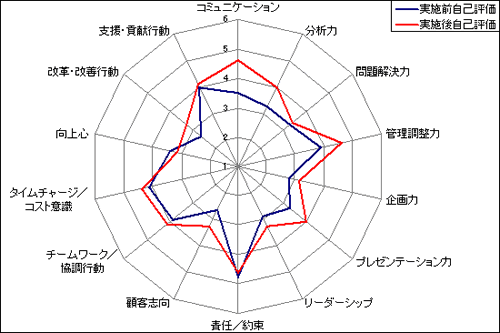 コミュニケーション
実施前自己評価
実施後自己評価
支援・貢献行動
分析力
改革・改善行動
問題解決力
向上心
管理調整力
タイムチャージ／
コスト意識
企画力
チームワーク／
協調行動
プレゼンテーション力
顧客志向
リーダーシップ
責任／約束
6
5
4
3
2
1